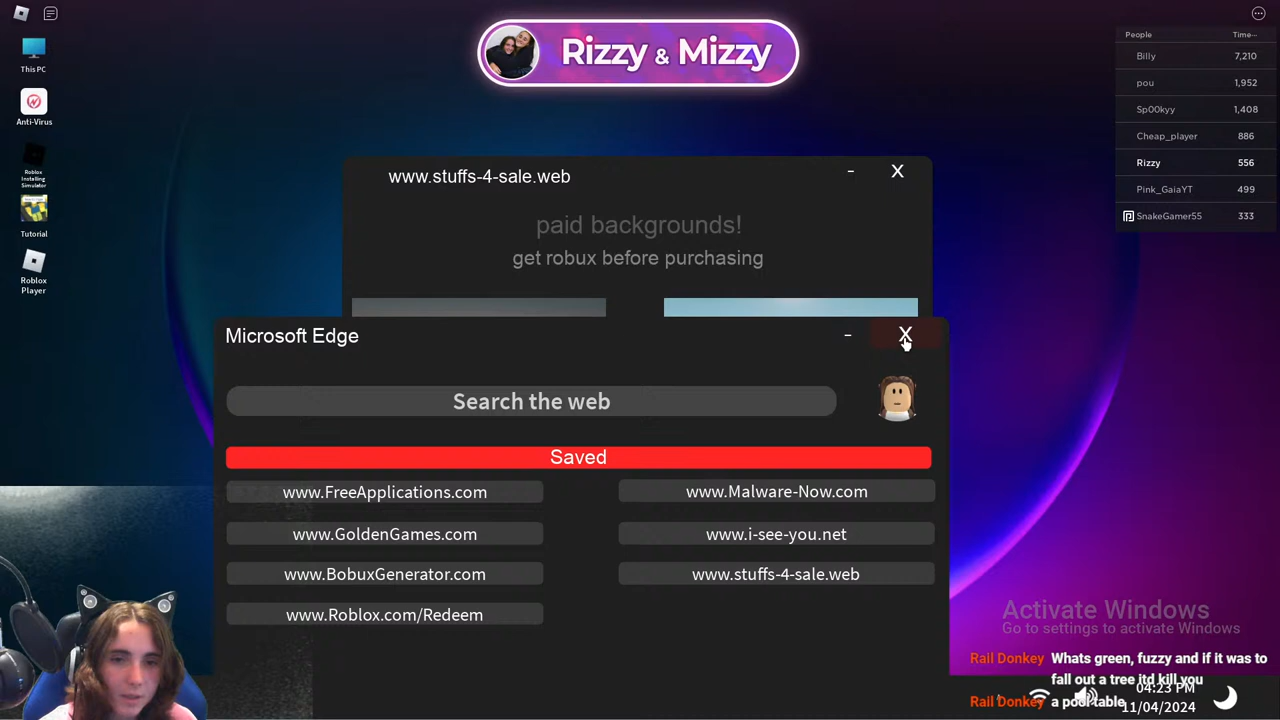 Rizzy & Mizzy
This PC
Anti-Virus
Roblox
Installing
Simulator
Tutorial
Roblox
Player
People Time···
Billy 7,210
pou 1,952
Sp00kyy 1,408
Cheap_player 886
Rizzy 556
Pink_GaiaYT 499
SnakeGamer55 333
www.stuffs-4-sale.web - X
paid backgrounds!
get robux before purchasing
Microsoft Edge - X
Search the web
Saved
www.FreeApplications.com www.Malware-Now.com
www.GoldenGames.com www.i-see-you.net
www.BobuxGenerator.com www.stuffs-4-sale.web
www.Roblox.com/Redeem
Activate Windows
Go to settings to activate Windows
Rail Donkey Whats green, fuzzy and if it was to
fall out a tree itd kill you
Rail Donkey a pool table
04:23 PM
11/04/2024